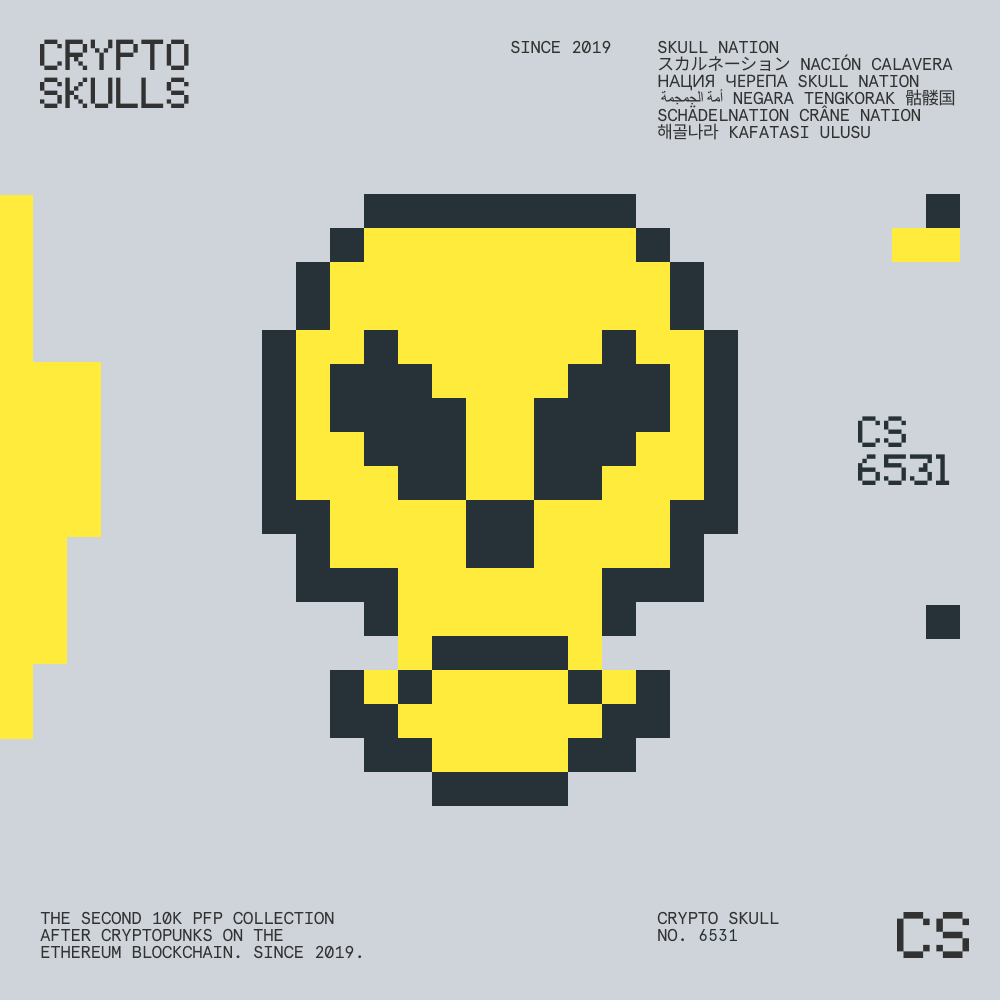 CRYPTO
SKULLS
SINCE 2019
SKULL NATION
スカルネーション NACIÓN CALAVERA
НАЦИЯ ЧЕРЕПА SKULL NATION
أمة الجمجمة NEGARA TENGKORAK 骷髅国
SCHÄDELNATION CRÂNE NATION
해골나라 KAFATASI ULUSU
CS
6531
THE SECOND 10K PFP COLLECTION
AFTER CRYPTOPUNKS ON THE
ETHEREUM BLOCKCHAIN. SINCE 2019.
CRYPTO SKULL
NO. 6531
CS